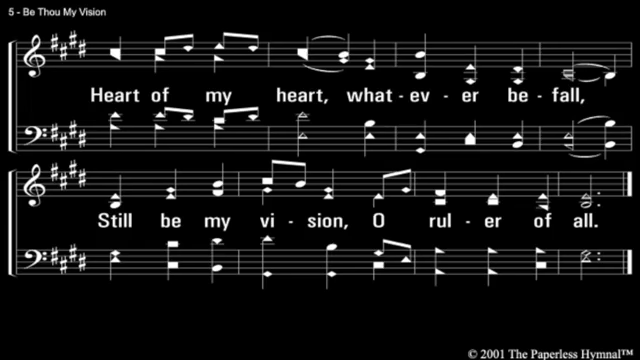 5 - Be Thou My Vision
Heart of my heart, what - ev - er be - fall,
Still be my vi - sion, O rul - er of all.
© 2001 The Paperless Hymnal™